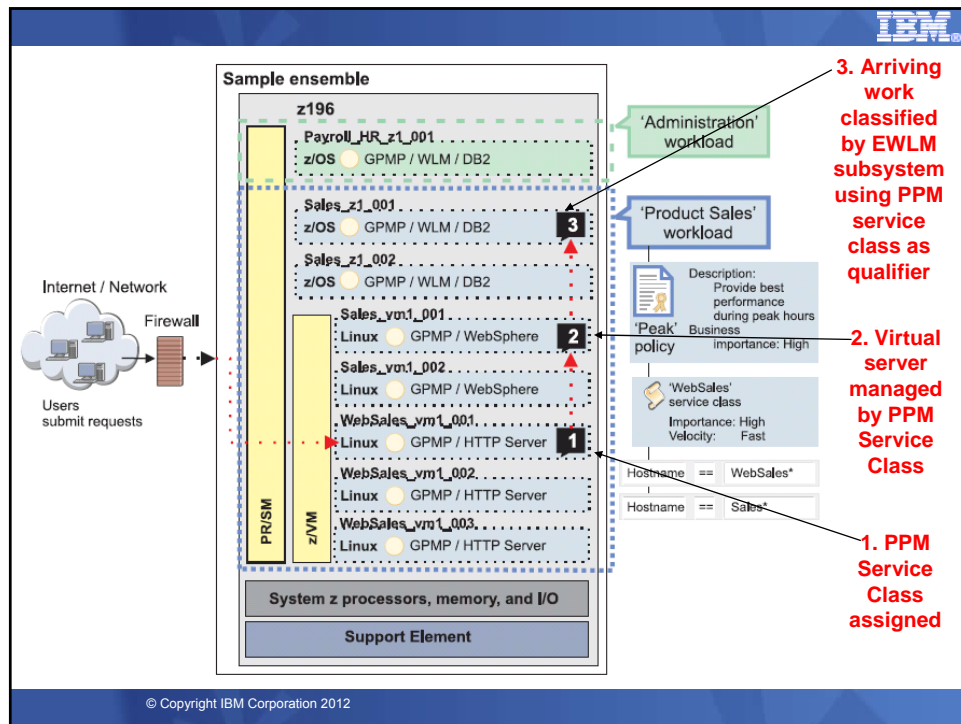 IBM®
Sample ensemble
z196
Payroll_HR_z1_001
z/OS GPMP / WLM / DB2
Sales_z1_001
z/OS GPMP / WLM / DB2
3
Sales_z1_002
z/OS GPMP / WLM / DB2
Sales_vm1_001
Linux GPMP / WebSphere
2
Sales_vm1_002
Linux GPMP / WebSphere
WebSales_vm1_001
Linux GPMP / HTTP Server
1
WebSales_vm1_002
Linux GPMP / HTTP Server
WebSales_vm1_003
Linux GPMP / HTTP Server
PR/SM
z/VM
System z processors, memory, and I/O
Support Element
Internet / Network
Firewall
Users
submit requests
'Administration'
workload
'Product Sales'
workload
Description:
Provide best
performance
during peak hours
Business
importance: High
'Peak'
policy
'WebSales'
service class
Importance: High
Velocity: Fast
Hostname == WebSales*
Hostname == Sales*
3. Arriving
work
classified
by EWLM
subsystem
using PPM
service
class as
qualifier
2. Virtual
server
managed
by PPM
Service
Class
1. PPM
Service
Class
assigned
© Copyright IBM Corporation 2012